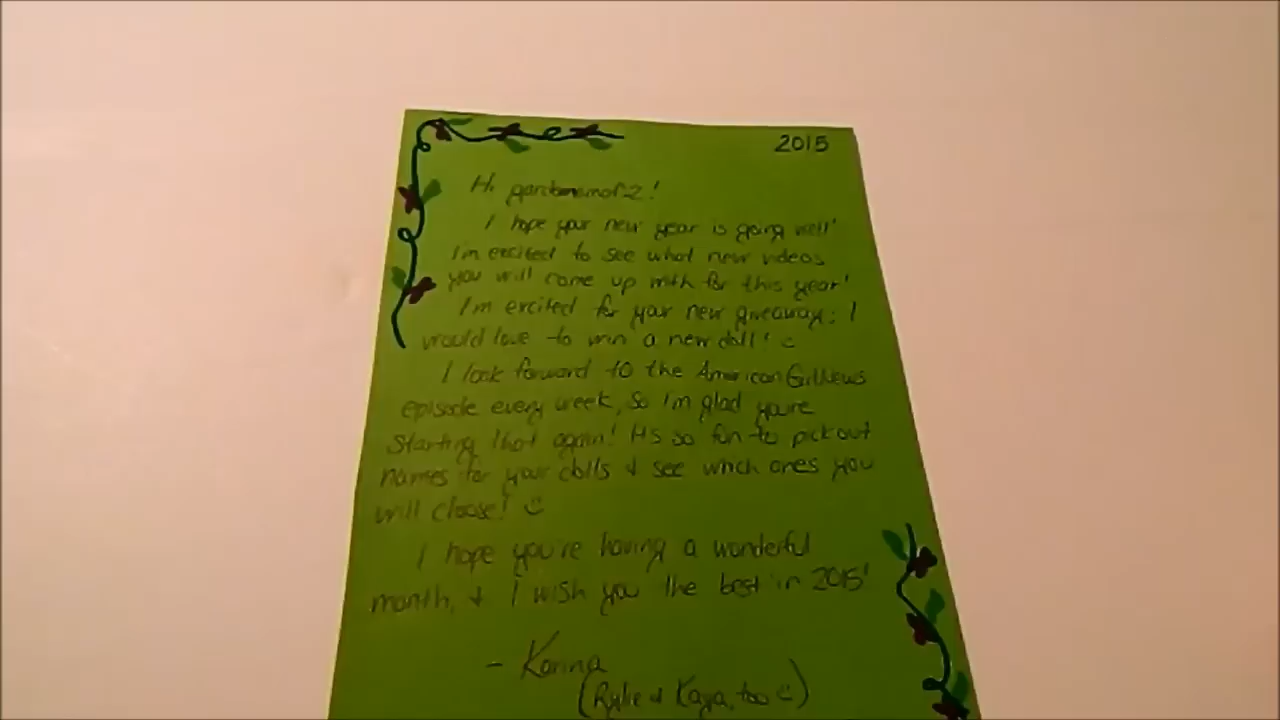 2015
Hi !
I hope your new year is going well!
I'm excited to see what new videos
you will come up with for this year!
I'm excited for your new giveaway; I
would love to win a new doll! ☺
I look forward to the American Girl News
episode every week, so I'm glad you're
starting that again! It's so fun to pick out
names for your dolls & see which ones you
will choose! ☺
I hope you're having a wonderful
month, & I wish you the best in 2015!
- Karina
(Rylie & Kaya, too ☺)